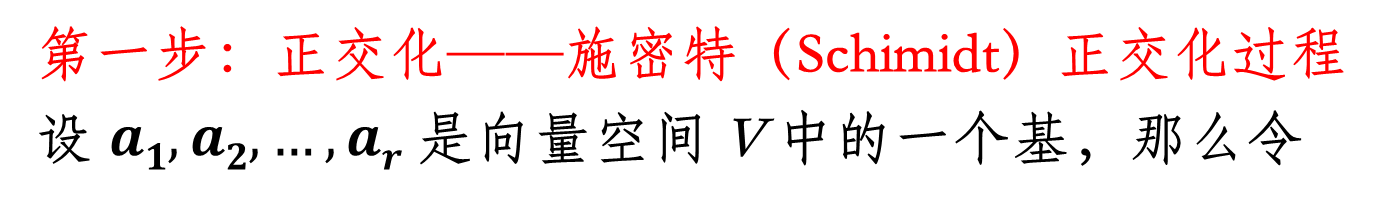 第一步：正交化——施密特（Schimidt）正交化过程
设 a₁, a₂, … , aᵣ 是向量空间 V 中的一个基，那么令